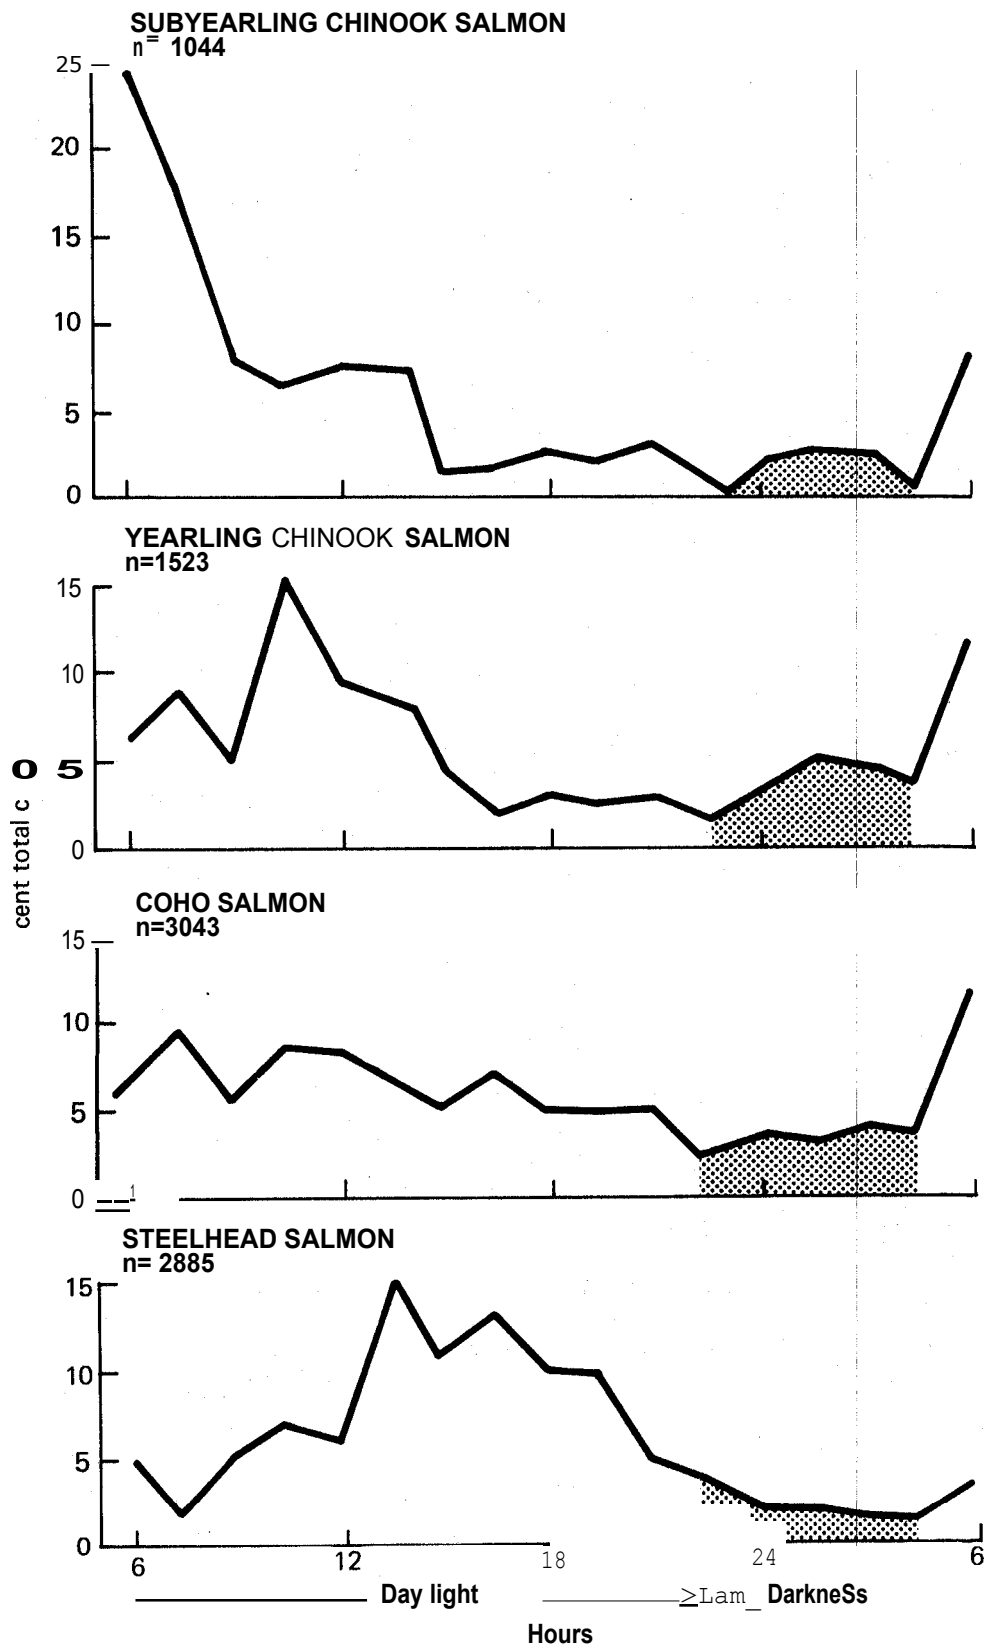 SUBYEARLING CHINOOK SALMON
n= 1044
25
20
15
10
5
0
YEARLING CHINOOK SALMON
n=1523
15
10
0 5
0
cent total c
COHO SALMON
n=3043
15
10
5
0
STEELHEAD SALMON
n= 2885
15
10
5
0
6 12 18 24 6
Day light ≥Lam_ DarkneSs
Hours